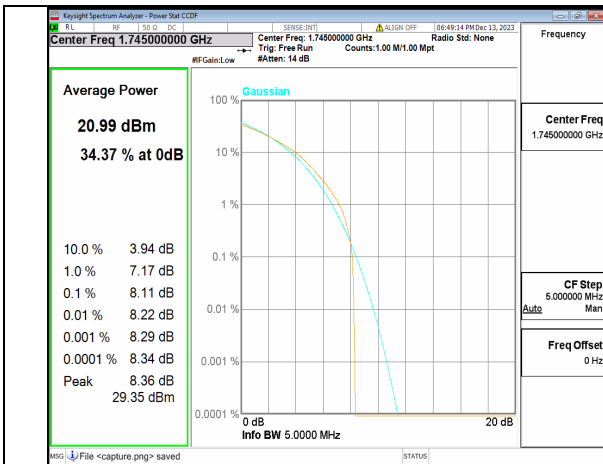 Keysight Spectrum Analyzer - Power Stat CCDF
RL RF 50 Ω DC SENSE:INT ALIGN OFF 06:49:14 PM Dec 13, 2023
Center Freq 1.745000000 GHz
Center Freq: 1.745000000 GHz Radio Std: None
Trig: Free Run Counts:1.00 M/1.00 Mpt
#IFGain:Low #Atten: 14 dB
Frequency
Average Power
20.99 dBm
34.37 % at 0dB
10.0 % 3.94 dB
1.0 % 7.17 dB
0.1 % 8.11 dB
0.01 % 8.22 dB
0.001 % 8.29 dB
0.0001 % 8.34 dB
Peak 8.36 dB
29.35 dBm
Gaussian
100 %
10 %
1 %
0.1 %
0.01 %
0.001 %
0.0001 %
0 dB 20 dB
Info BW 5.0000 MHz
Center Freq
1.745000000 GHz
CF Step
5.000000 MHz
Auto Man
Freq Offset
0 Hz
MSG File <capture.png> saved STATUS